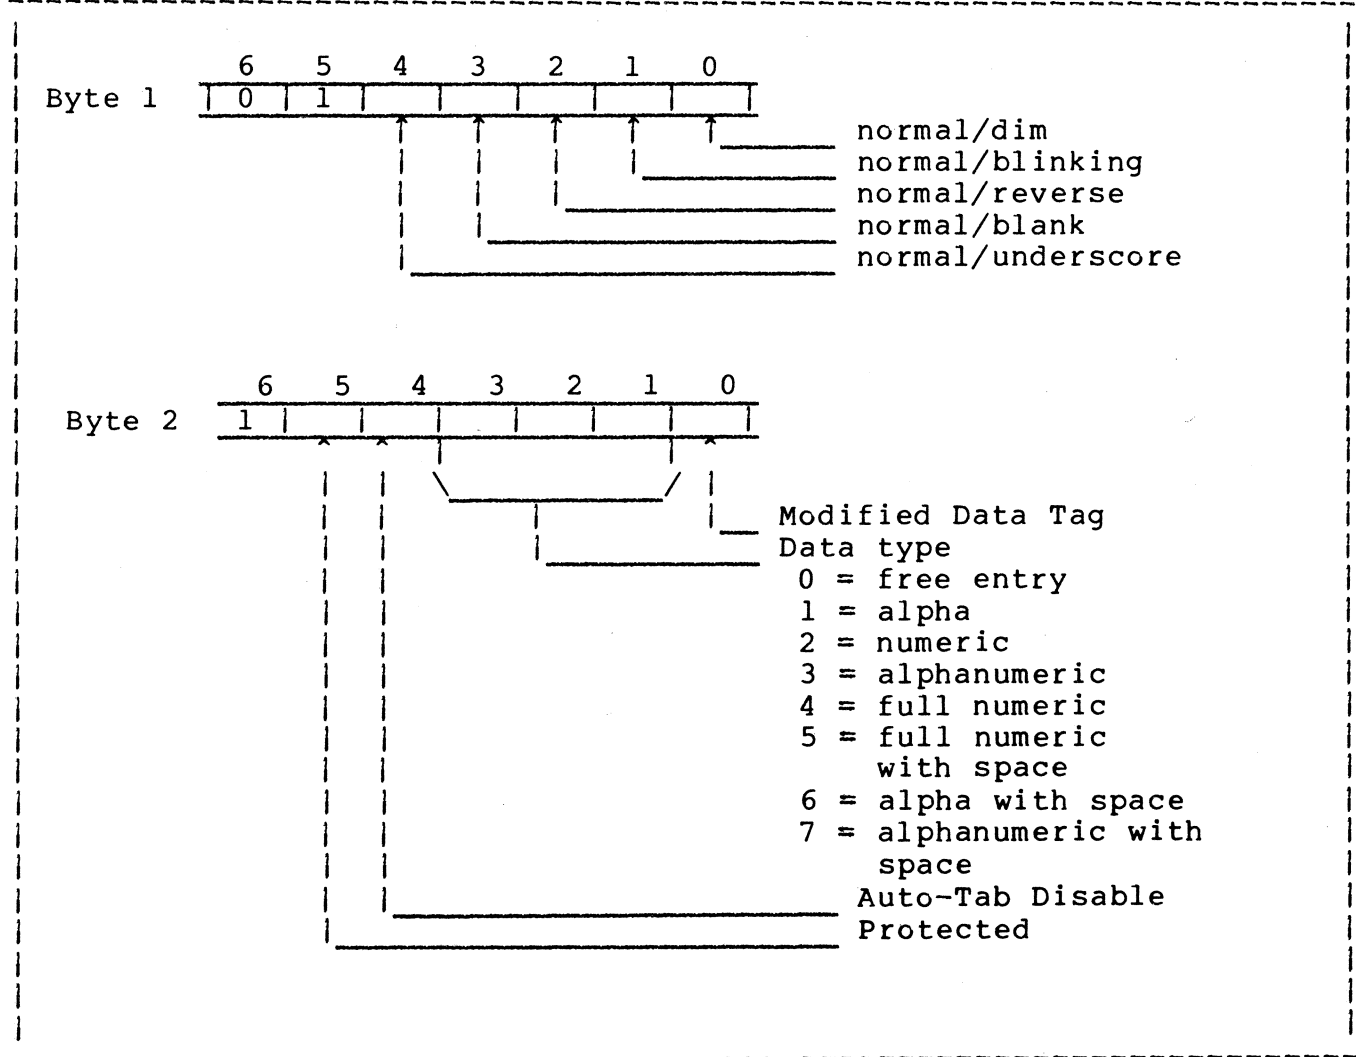 6 5 4 3 2 1 0
Byte 1 | 0 | 1 | | | | | |
normal/dim
normal/blinking
normal/reverse
normal/blank
normal/underscore
6 5 4 3 2 1 0
Byte 2 1 | | | | | | |
Modified Data Tag
Data type
0 = free entry
1 = alpha
2 = numeric
3 = alphanumeric
4 = full numeric
5 = full numeric
with space
6 = alpha with space
7 = alphanumeric with
space
Auto-Tab Disable
Protected